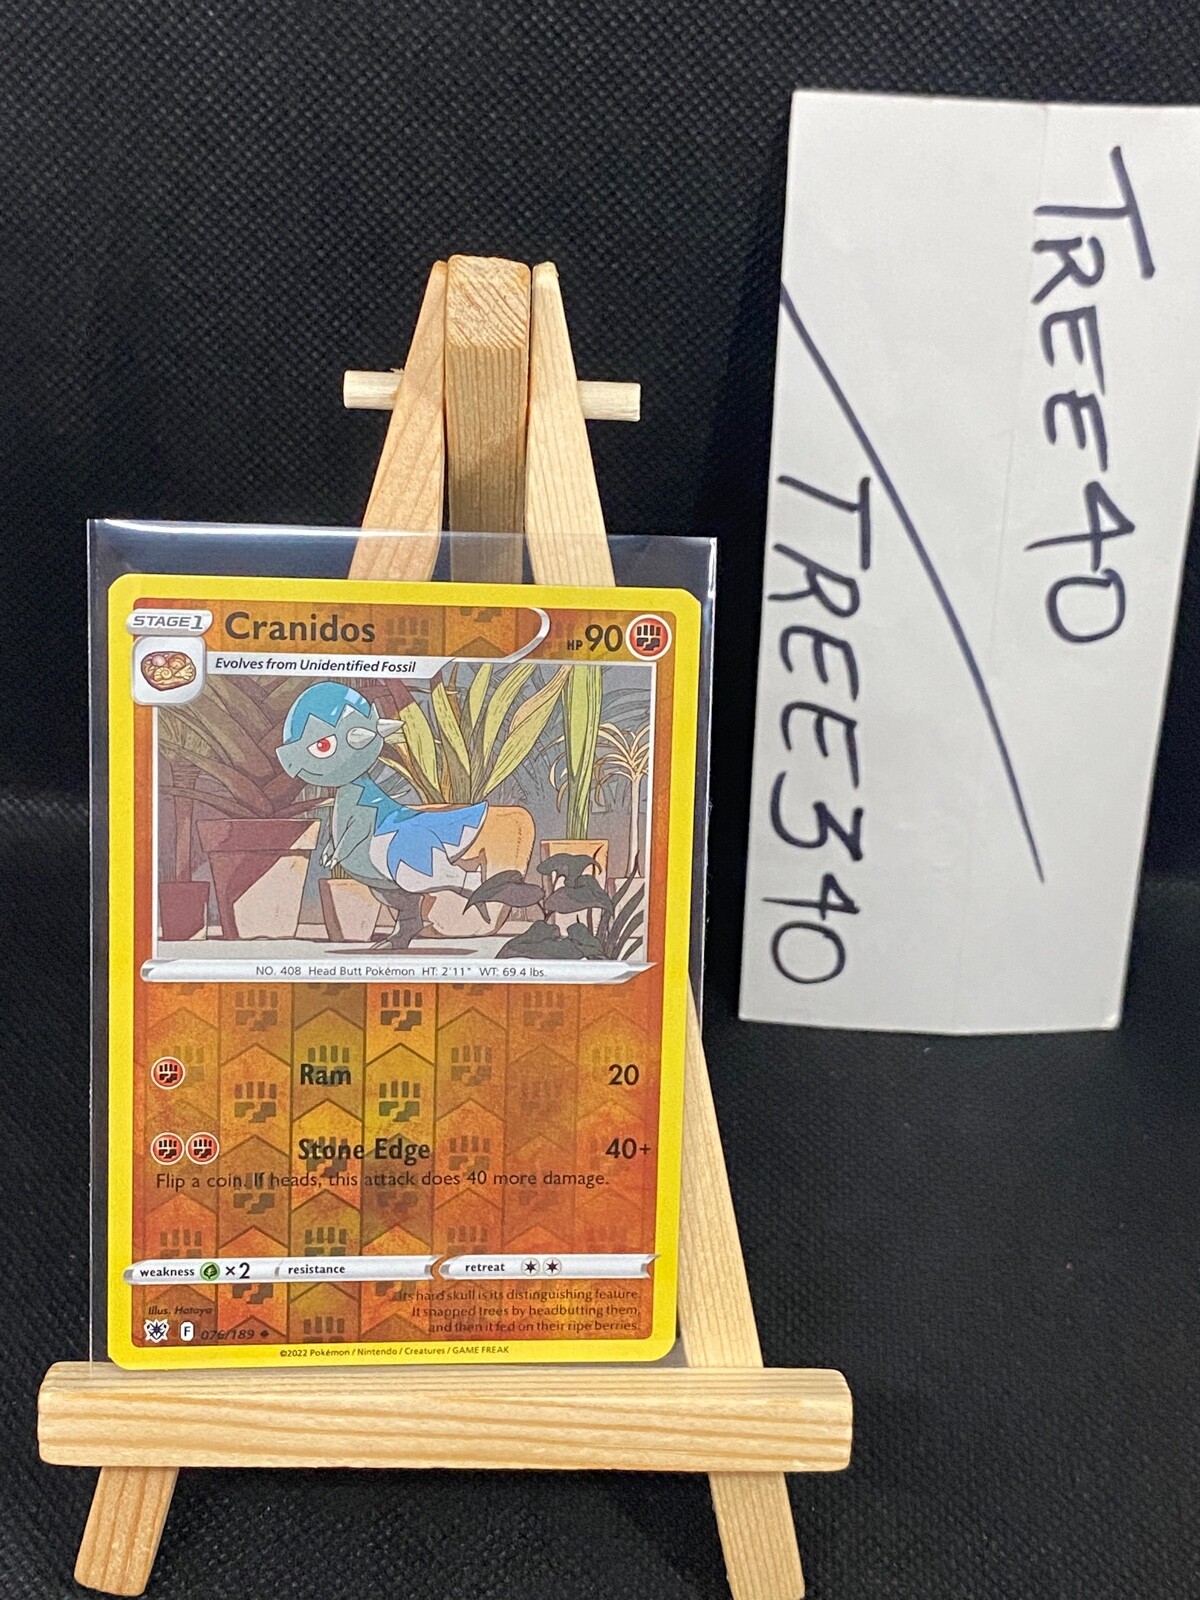 STAGE1
Cranidos
HP 90
Evolves from Unidentified Fossil
NO. 408 Head Butt Pokémon HT: 2'11" WT: 69.4 lbs.
Ram 20
Stone Edge 40+
Flip a coin. If heads, this attack does 40 more damage.
weakness ×2 resistance retreat
Illus. Hataya
Its hard skull is its distinguishing feature.
It snapped trees by headbutting them,
and then it fed on their ripe berries.
F 076/189
©2022 Pokémon / Nintendo / Creatures / GAME FREAK
TREE40
/
TREE340